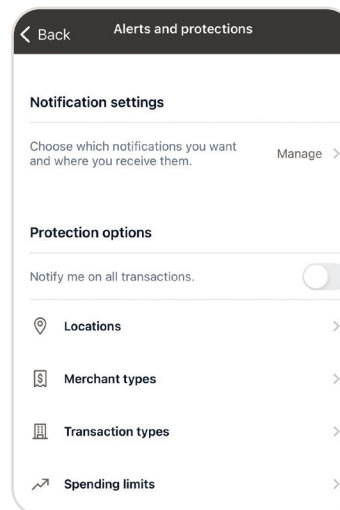 Back
Alerts and protections
Notification settings
Choose which notifications you want
and where you receive them.
Manage
Protection options
Notify me on all transactions.
Locations
Merchant types
Transaction types
Spending limits